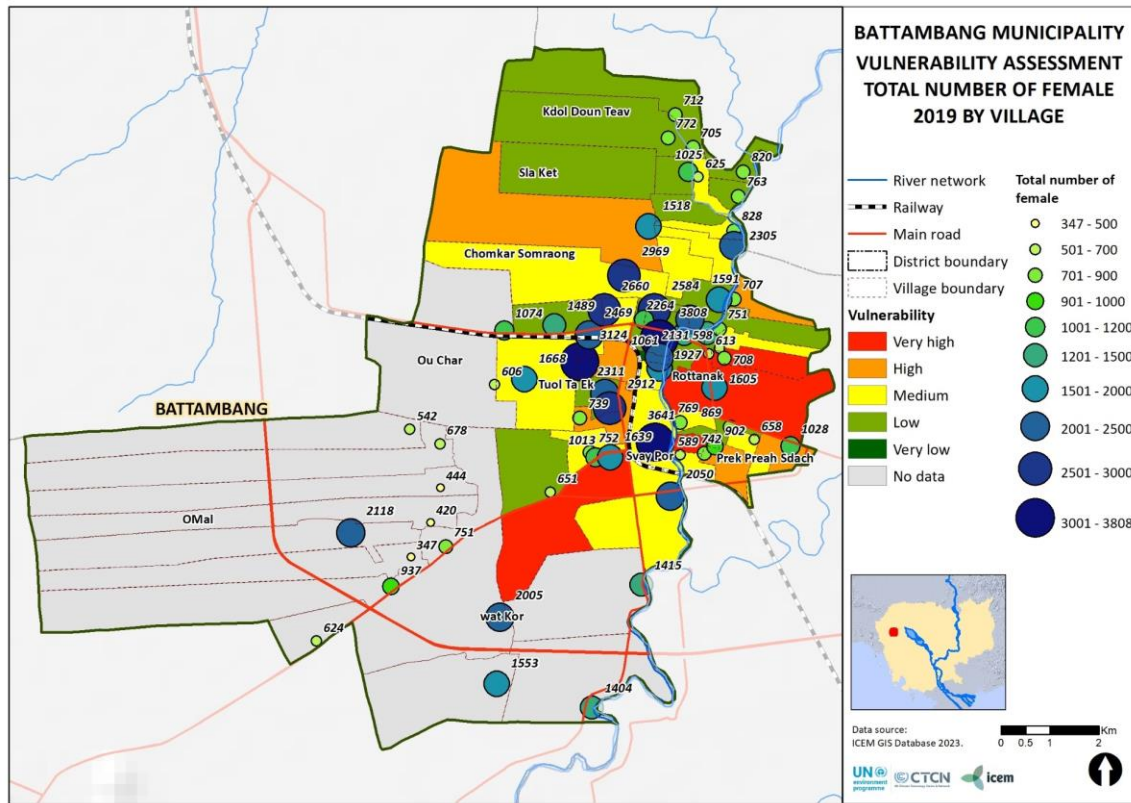 BATTAMBANG MUNICIPALITY
VULNERABILITY ASSESSMENT
TOTAL NUMBER OF FEMALE
2019 BY VILLAGE
River network
Railway
Main road
District boundary
Village boundary
Vulnerability
Very high
High
Medium
Low
Very low
No data
Total number of
female
347 - 500
501 - 700
701 - 900
901 - 1000
1001 - 1200
1201 - 1500
1501 - 2000
2001 - 2500
2501 - 3000
3001 - 3808
Data source:
ICEM GIS Database 2023.
Km
0 0.5 1 2
UN
environment
programme
CTCN
icem
712
Kdol Doun Teav
772
705
1025
625
820
Sla Ket
763
1518
828
2305
2969
Chomkar Somraong
2660
2584
1591
707
1489
2264
1074
2469
3808
751
3124
1061
2131
598
613
Ou Char
1668
1927
708
606
2311
Rottanak
Tuol Ta Ek
2912
1605
BATTAMBANG
739
3641
769
869
542
902
658
1028
678
1013
752
1639
589
742
Svay Por
Prek Preah Sdach
2050
651
444
OMal
2118
420
751
347
937
1415
2005
wat Kor
624
1553
1404